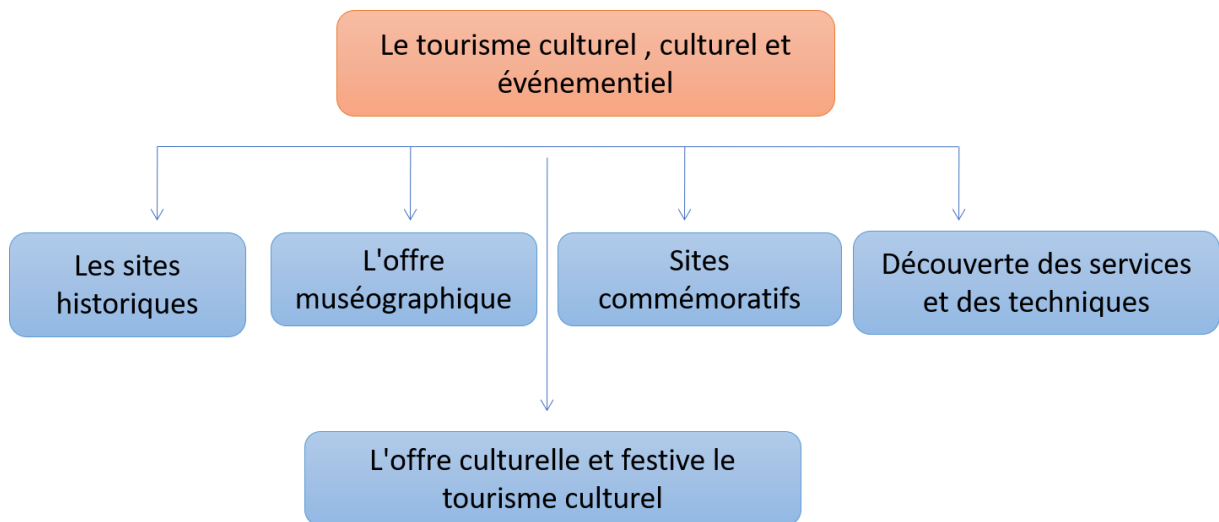 Le tourisme culturel , culturel et
événementiel
Les sites
historiques
L'offre
muséographique
Sites
commémoratifs
Découverte des services
et des techniques
L'offre culturelle et festive le
tourisme culturel